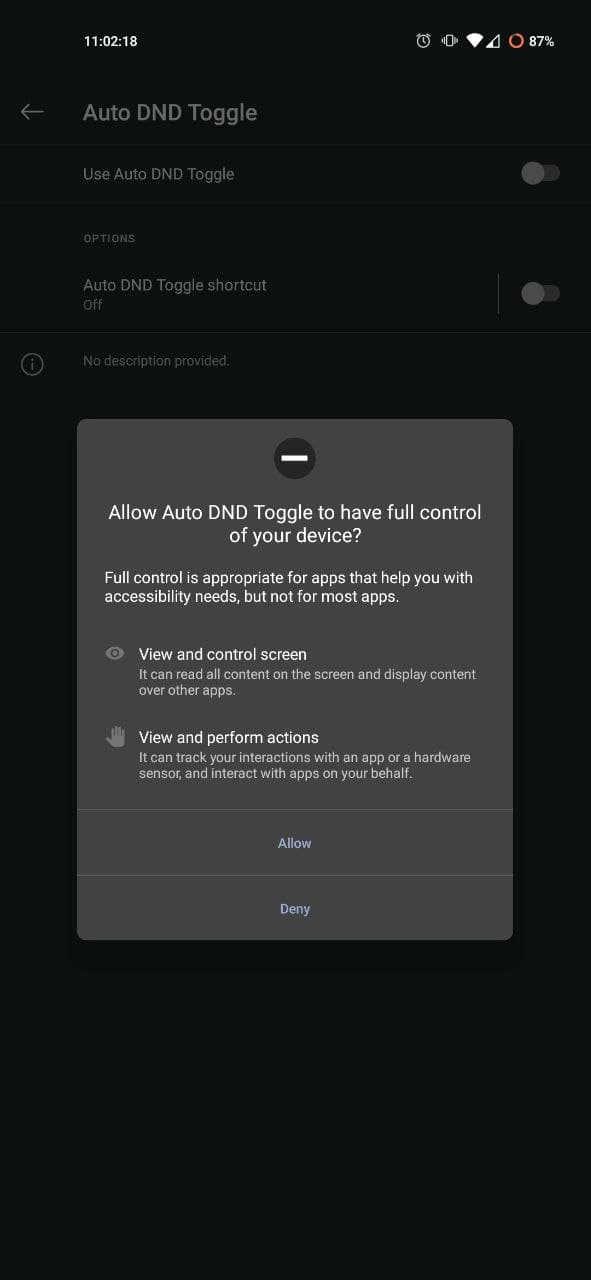 11:02:18
87%
Auto DND Toggle
Use Auto DND Toggle
OPTIONS
Auto DND Toggle shortcut
Off
No description provided.
Allow Auto DND Toggle to have full control
of your device?
Full control is appropriate for apps that help you with
accessibility needs, but not for most apps.
View and control screen
It can read all content on the screen and display content
over other apps.
View and perform actions
It can track your interactions with an app or a hardware
sensor, and interact with apps on your behalf.
Allow
Deny